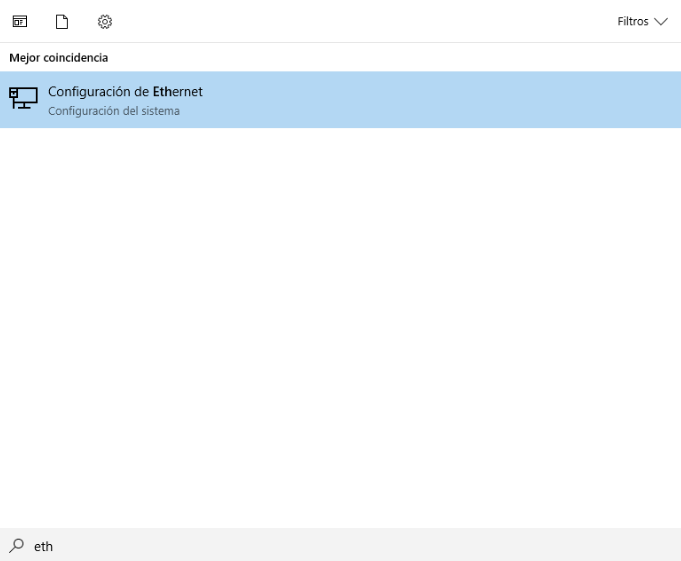 Filtros
Mejor coincidencia
Configuración de Ethernet
Configuración del sistema
eth